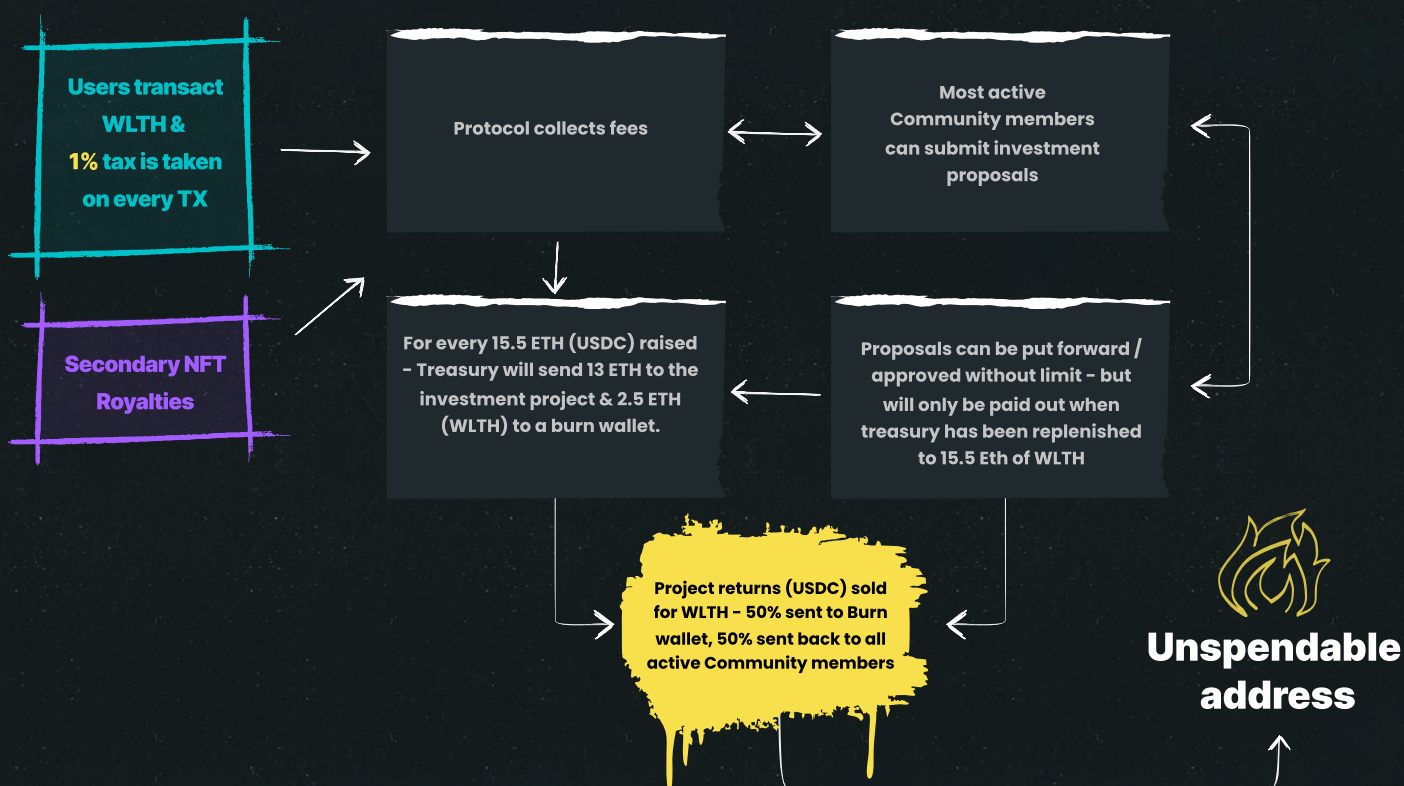 Users transact
WLTH &
1% tax is taken
on every TX
Protocol collects fees
Most active
Community members
can submit investment
proposals
Secondary NFT
Royalties
For every 15.5 ETH (USDC) raised
- Treasury will send 13 ETH to the
investment project & 2.5 ETH
(WLTH) to a burn wallet.
Proposals can be put forward /
approved without limit - but
will only be paid out when
treasury has been replenished
to 15.5 Eth of WLTH
Project returns (USDC) sold
for WLTH - 50% sent to Burn
wallet, 50% sent back to all
active Community members
Unspendable
address